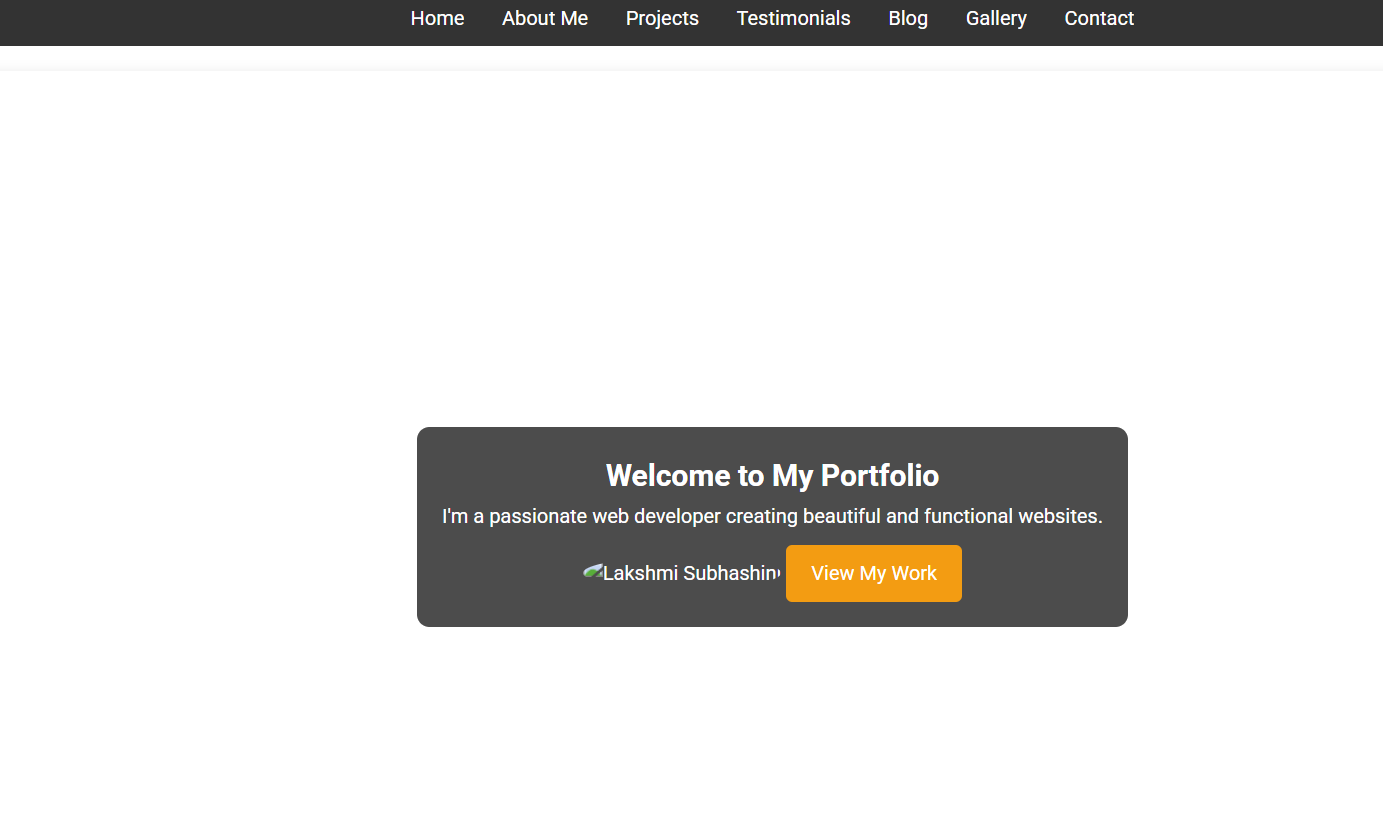 Home About Me Projects Testimonials Blog Gallery Contact
Welcome to My Portfolio
I'm a passionate web developer creating beautiful and functional websites.
Lakshmi Subhashin View My Work